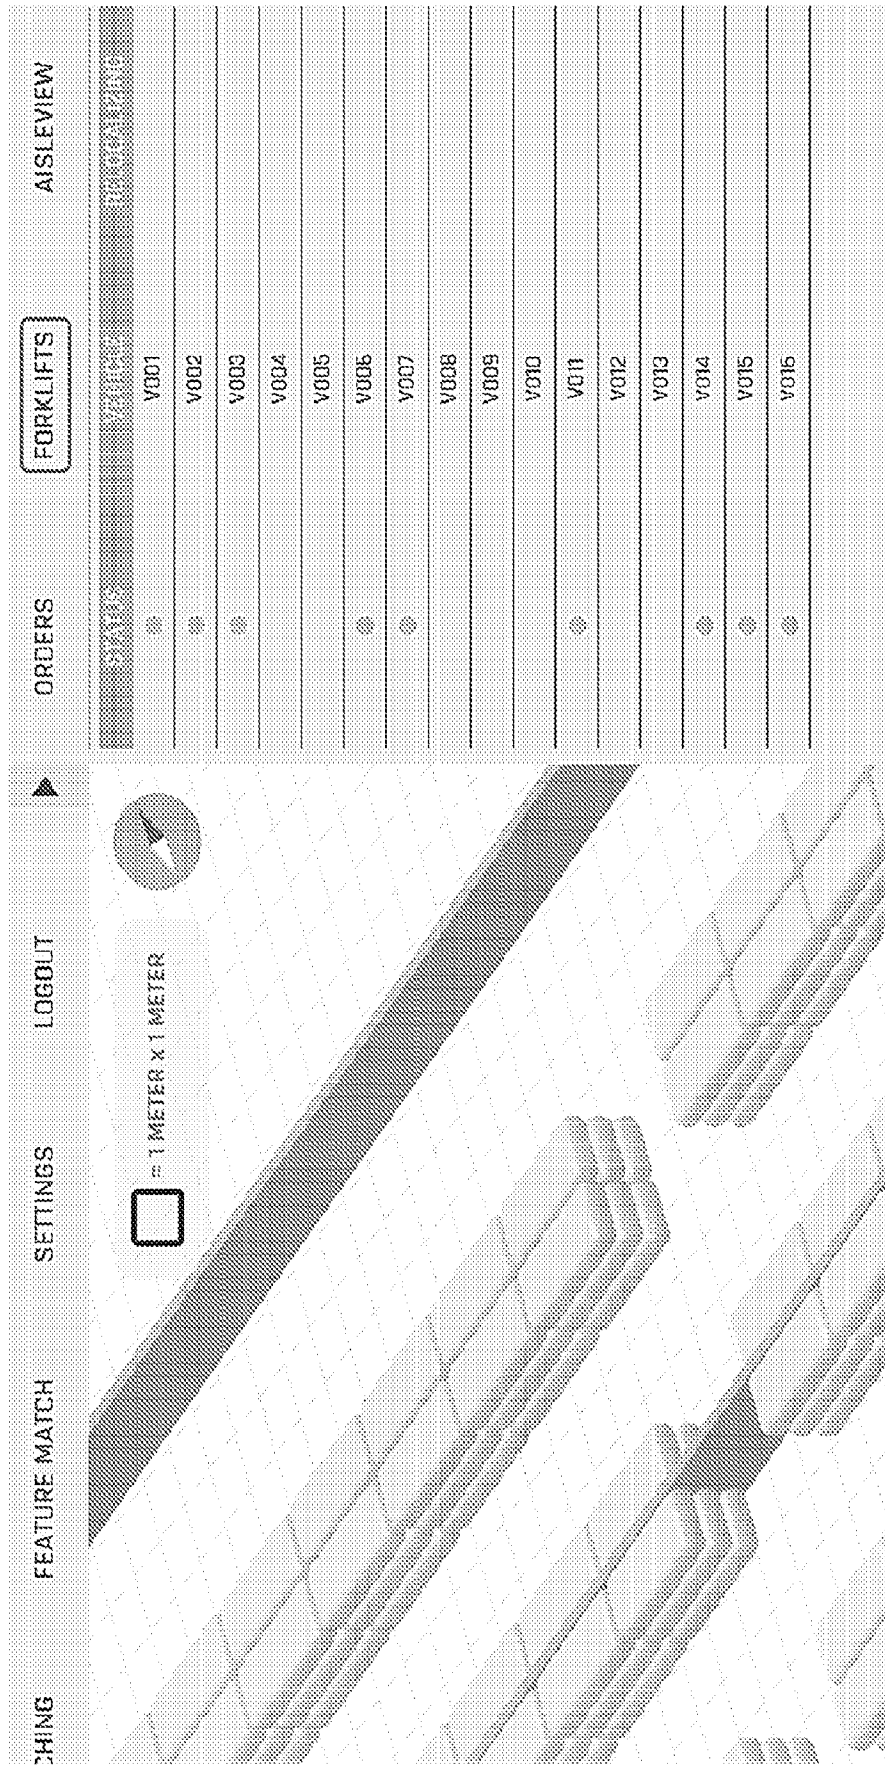 CHING FEATURE MATCH SETTINGS LOGOUT ORDERS FORKLIFTS AISLEVIEW
= 1 METER X 1 METER
STATUS
V001
V002
V003
V004
V005
V006
V007
V008
V009
V010
V011
V012
V013
V014
V015
V016